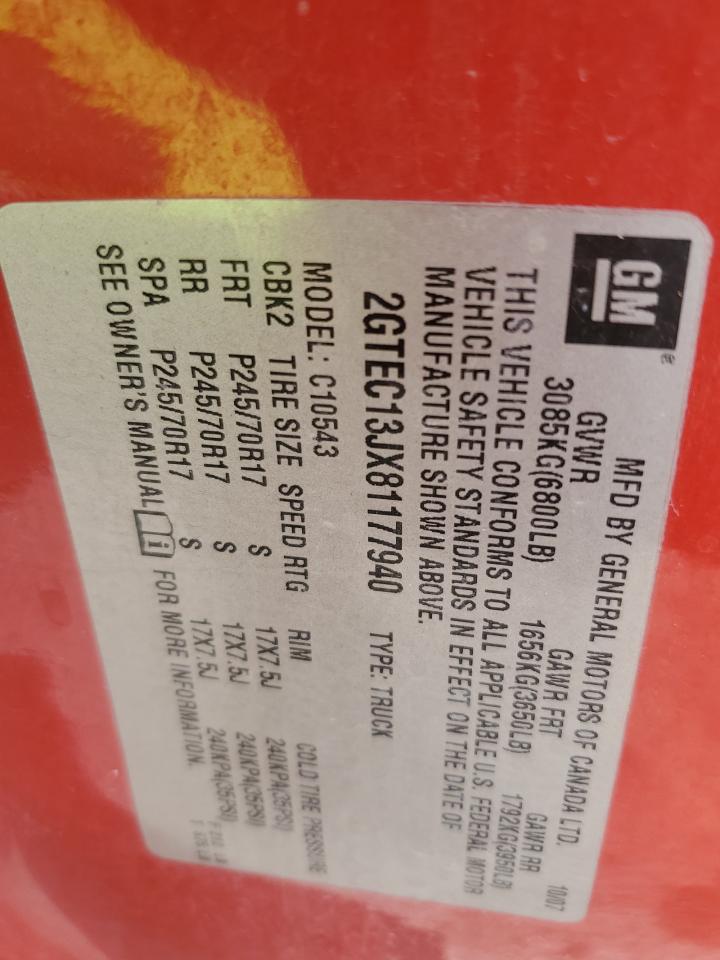 GM®
MFD BY GENERAL MOTORS OF CANADA LTD. 10/07
GVWR GAWR FRT GAWR RR
3085KG(6800LB) 1656KG(3650LB) 1792KG(3950LB)
THIS VEHICLE CONFORMS TO ALL APPLICABLE U.S. FEDERAL MOTOR
VEHICLE SAFETY STANDARDS IN EFFECT ON THE DATE OF
MANUFACTURE SHOWN ABOVE.
2GTEC13JX81177940 TYPE: TRUCK
MODEL: C10543
CBK2 TIRE SIZE SPEED RTG RIM COLD TIRE PRESSURE
FRT P245/70R17 S 17X7.5J 240KPA(35PSI)
RR P245/70R17 S 17X7.5J 240KPA(35PSI)
SPA P245/70R17 S 17X7.5J 240KPA(35PSI)
SEE OWNER'S MANUAL FOR MORE INFORMATION.